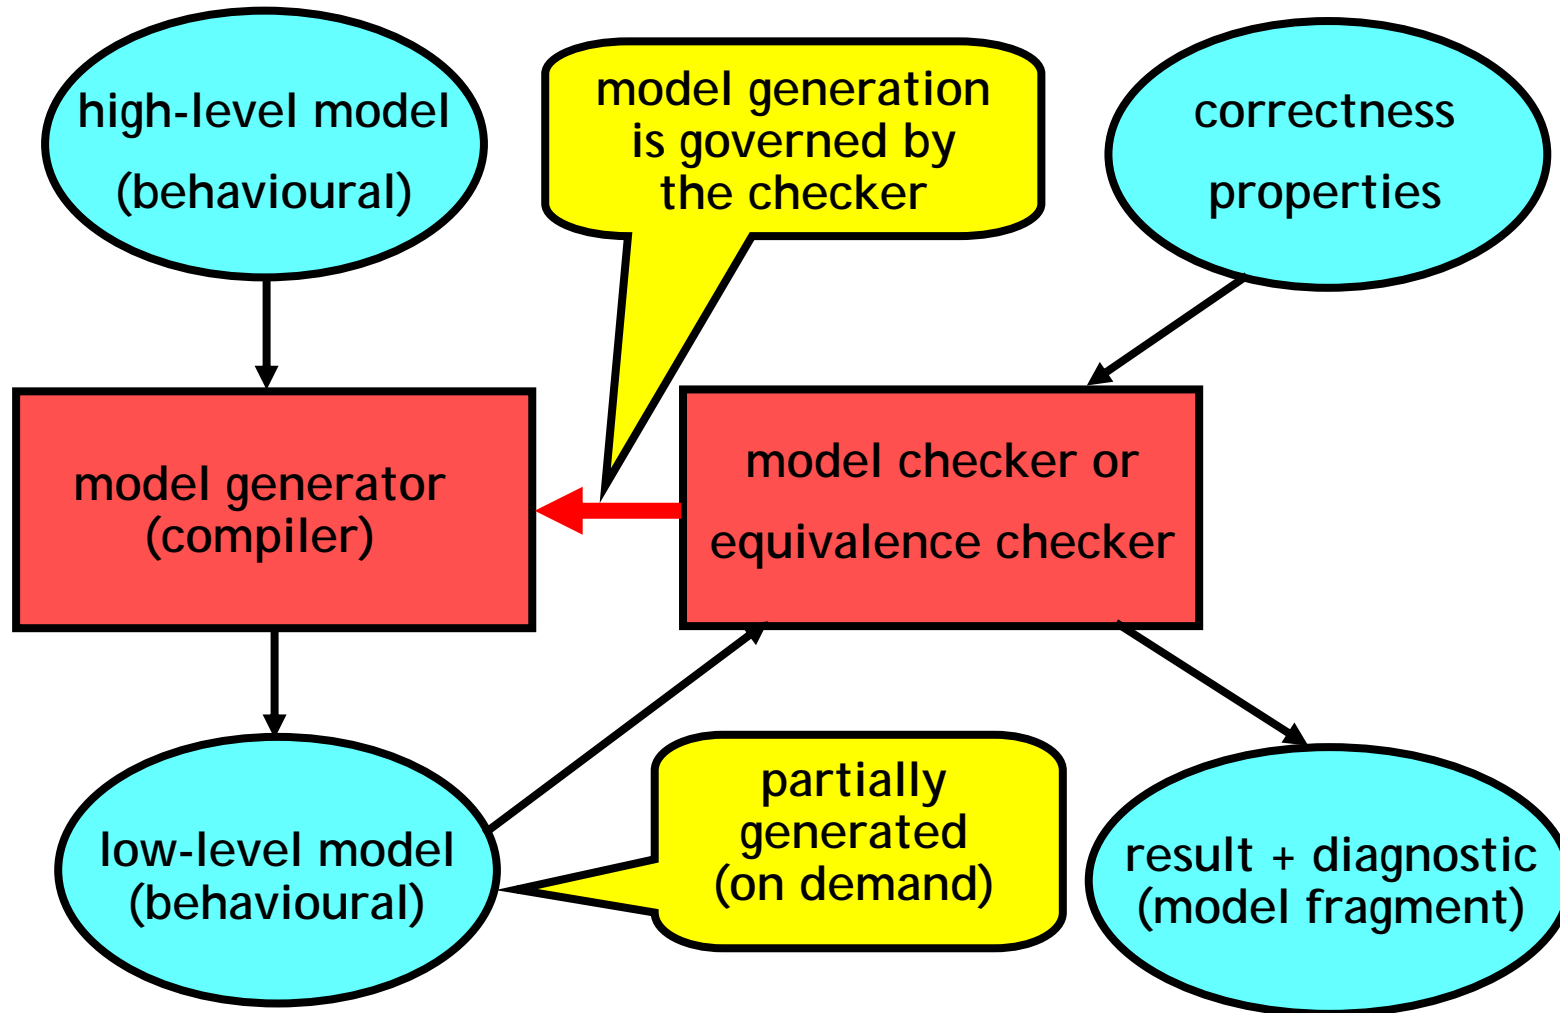 high-level model
(behavioural)
model generation
is governed by
the checker
correctness
properties
model generator
(compiler)
model checker or
equivalence checker
low-level model
(behavioural)
partially
generated
(on demand)
result + diagnostic
(model fragment)